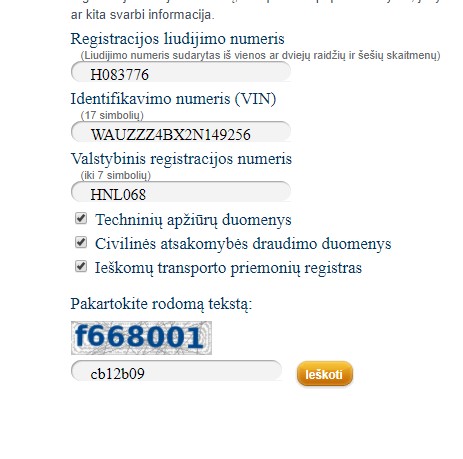 ar kita svarbi informacija.
Registracijos liudijimo numeris
(Liudijimo numeris sudarytas iš vienos ar dviejų raidžių ir šešių skaitmenų)
H083776
Identifikavimo numeris (VIN)
(17 simbolių)
WAUZZZ4BX2N149256
Valstybinis registracijos numeris
(iki 7 simbolių)
HNL068
Techninių apžiūrų duomenys
Civilinės atsakomybės draudimo duomenys
Ieškomų transporto priemonių registras
Pakartokite rodomą tekstą:
f668001
cb12b09
Ieškoti